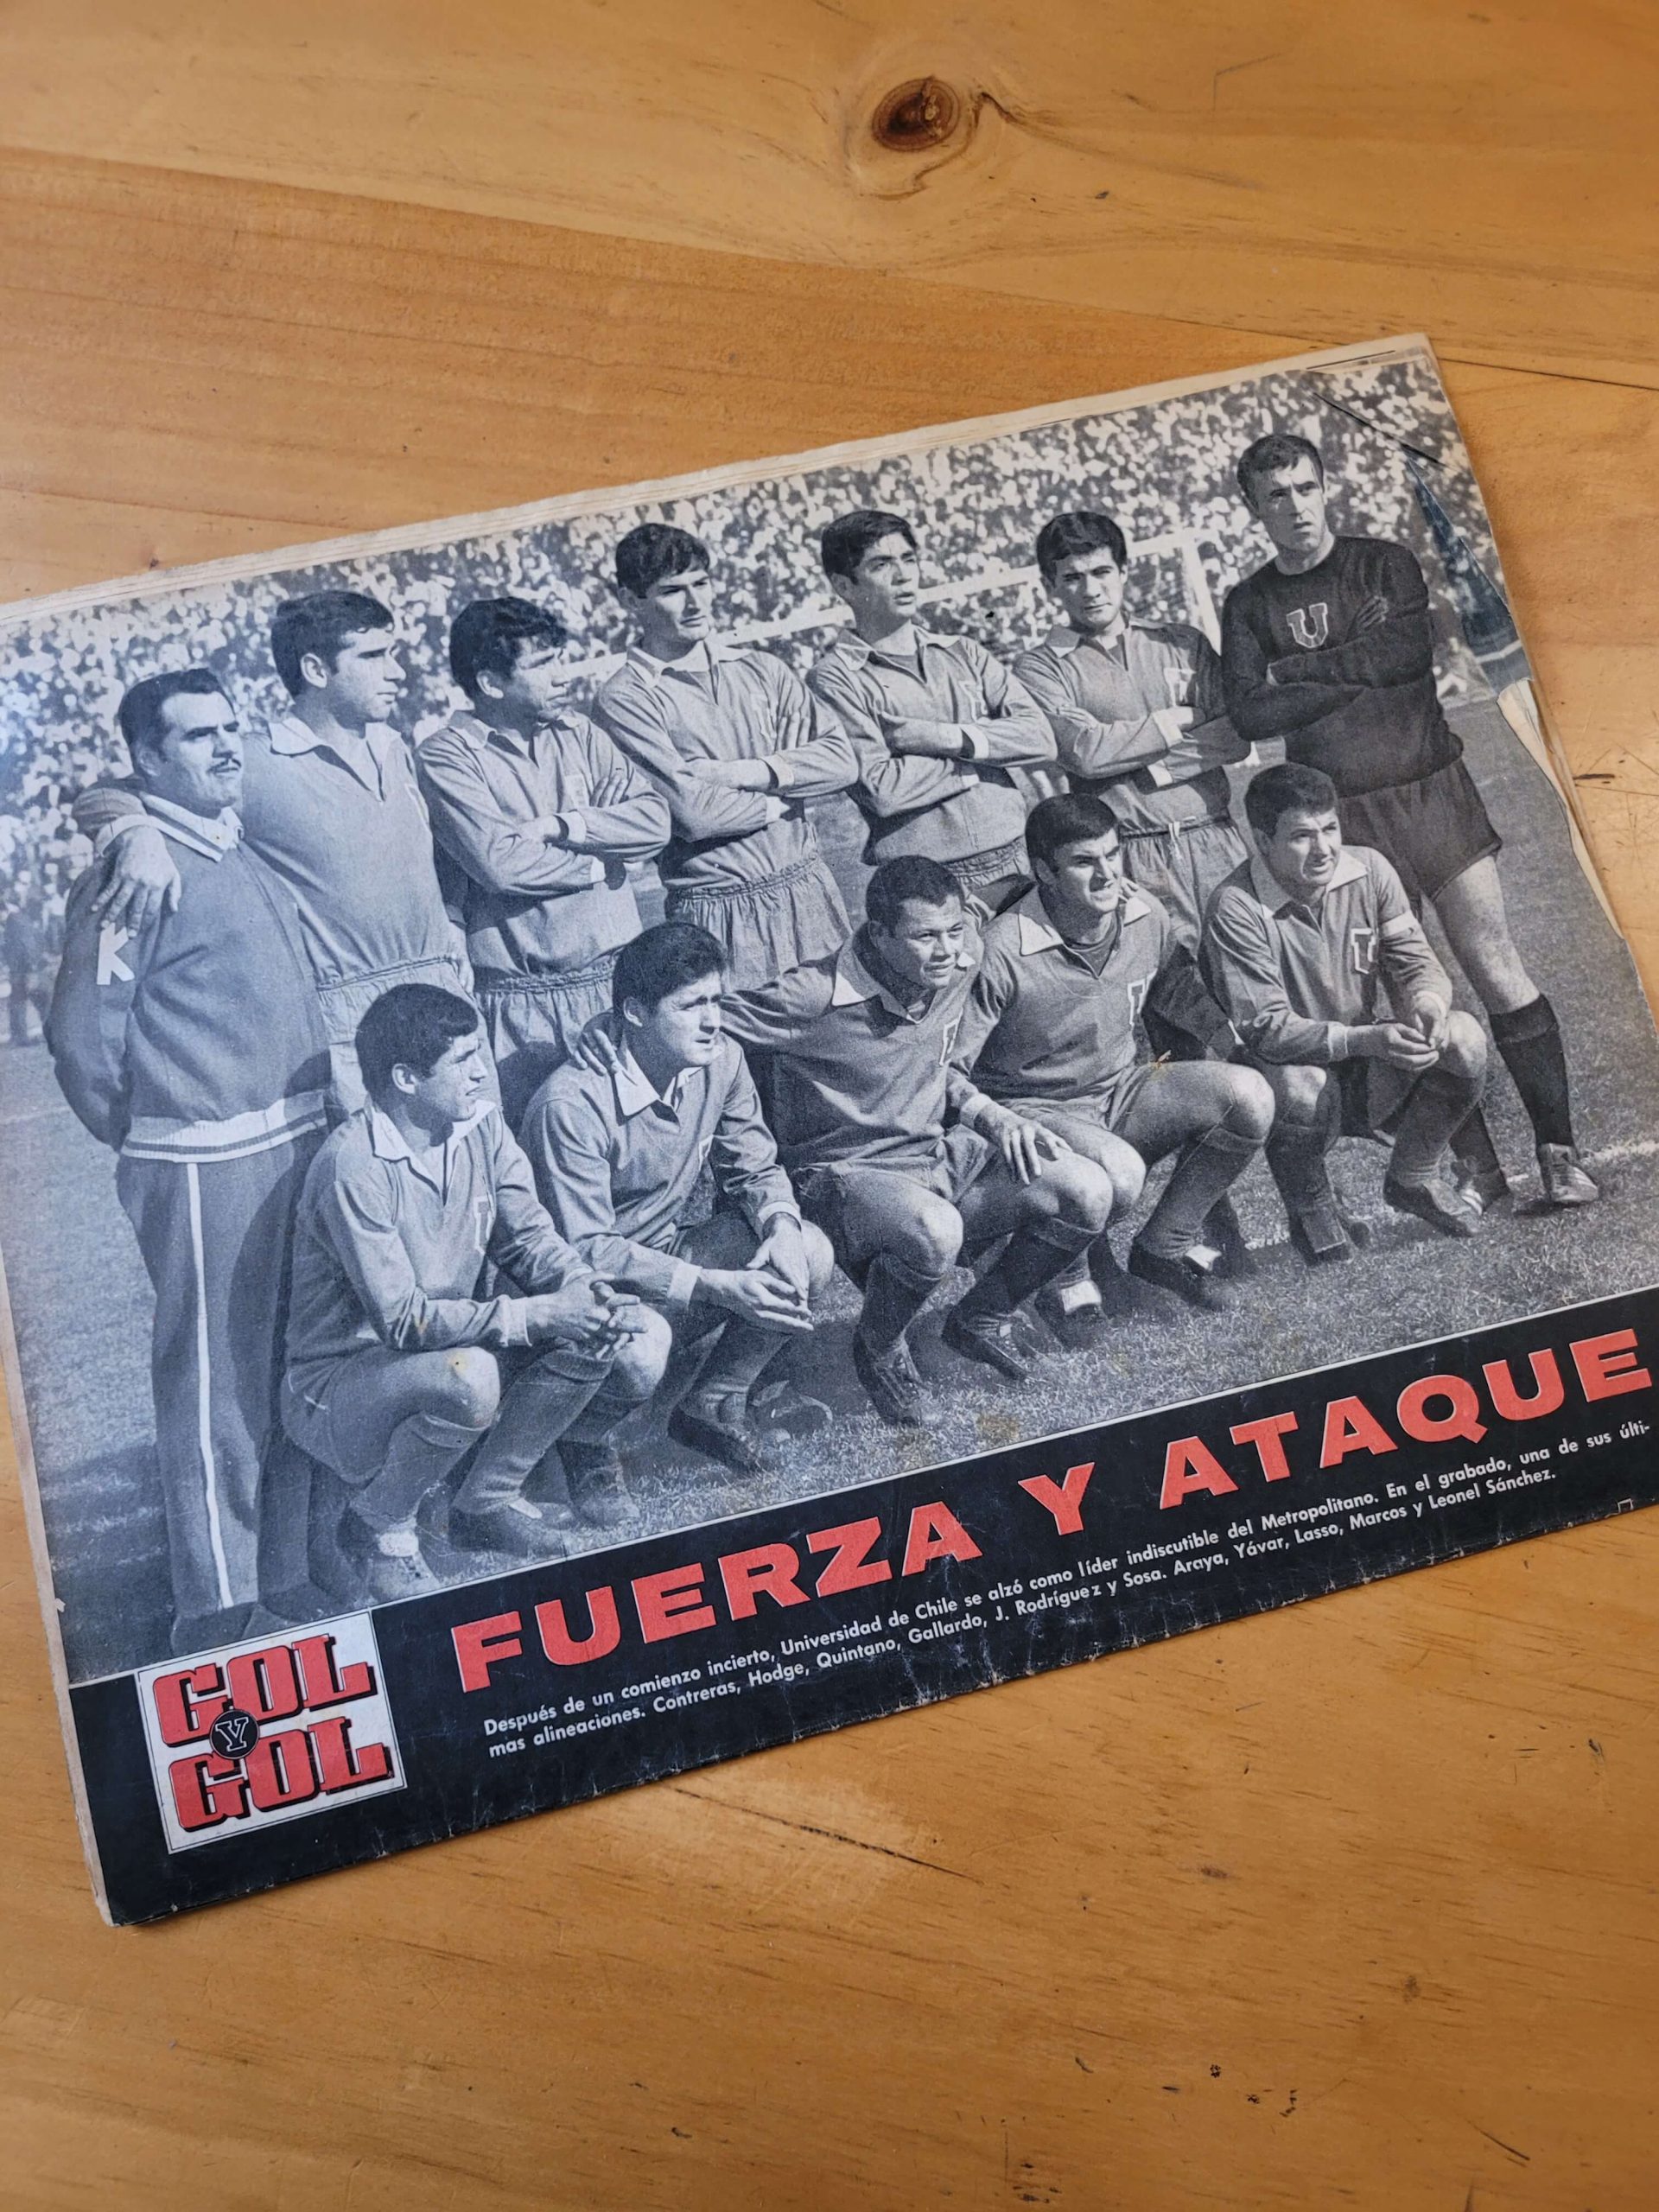 K
U
GOL
Y
GOL
FUERZA Y ATAQUE
Después de un comienzo incierto, Universidad de Chile se alzó como líder indiscutible del Metropolitano. En el grabado, una de sus últi-
mas alineaciones. Contreras, Hodge, Quintano, Gallardo, J. Rodríguez y Sosa. Araya, Yávar, Lasso, Marcos y Leonel Sánchez.